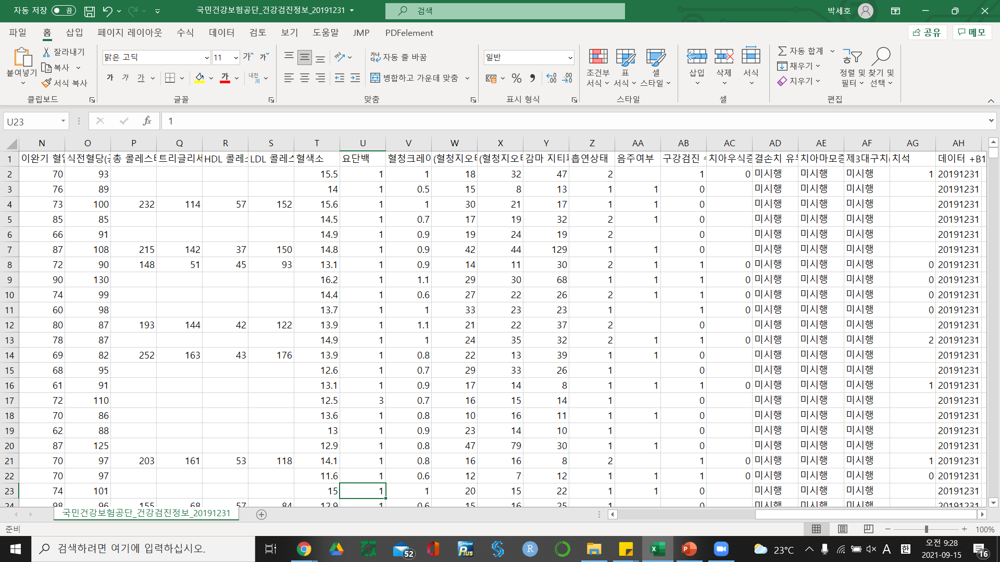 자동 저장 끔 국민건강보험공단_건강검진정보_20191231 검색 박세호
파일 홈 삽입 페이지 레이아웃 수식 데이터 검토 보기 도움말 JMP PDFelement 공유 메모
붙여넣기 잘라내기 복사 서식 복사 클립보드
맑은 고딕 11 가 가 가 가 가 가 내천 川 글꼴
자동 줄 바꿈 병합하고 가운데 맞춤 맞춤
일반 % 표시 형식
조건부 서식 표 서식 셀 스타일 스타일
삽입 삭제 서식 셀
자동 합계 채우기 지우기 정렬 및 필터 찾기 및 선택 편집
U23 fx 1
N O P Q R S T U V W X Y Z AA AB AC AD AE AF AG AH
1 이완기 혈압 식전혈당( 총 콜레스테 트리글리세 HDL 콜레스 LDL 콜레스 혈색소 요단백 혈청크레아 (혈청지오티 (혈청지오티 감마 지티피 흡연상태 음주여부 구강검진 치아우식증 결손치 유무 치아마모증 제3대구치( 치석 데이터 +B1
2 70 93 15.5 1 1 18 32 47 2 1 0 미시행 미시행 미시행 1 20191231
3 76 89 14 1 0.5 15 8 13 1 1 0 미시행 미시행 미시행 20191231
4 73 100 232 114 57 152 15.6 1 1 30 21 17 1 1 0 미시행 미시행 미시행 20191231
5 85 85 14.5 1 0.7 17 19 32 2 1 0 미시행 미시행 미시행 20191231
6 66 91 14.9 1 0.9 19 24 19 2 0 미시행 미시행 미시행 20191231
7 87 108 215 142 37 150 14.8 1 0.9 42 44 129 1 1 0 미시행 미시행 미시행 20191231
8 72 90 148 51 45 93 13.1 1 0.9 14 11 30 2 1 1 0 미시행 미시행 미시행 0 20191231
9 90 130 16.2 1 1.1 29 30 68 1 1 1 0 미시행 미시행 미시행 0 20191231
10 74 99 14.4 1 0.6 27 22 26 2 1 1 0 미시행 미시행 미시행 0 20191231
11 60 98 13.7 1 1 33 23 23 1 1 0 미시행 미시행 미시행 0 20191231
12 80 87 193 144 42 122 13.9 1 1.1 21 22 37 2 0 미시행 미시행 미시행 20191231
13 78 87 14.9 1 1 24 35 32 2 1 1 0 미시행 미시행 미시행 2 20191231
14 69 82 252 163 43 176 13.9 1 0.8 22 13 39 1 1 0 미시행 미시행 미시행 20191231
15 68 95 12.6 1 0.7 29 33 26 1 0 미시행 미시행 미시행 20191231
16 61 91 13.1 1 0.9 17 14 8 1 1 1 0 미시행 미시행 미시행 1 20191231
17 72 110 12.5 3 0.7 16 15 14 1 0 미시행 미시행 미시행 20191231
18 70 86 13.6 1 0.8 10 16 11 1 1 0 미시행 미시행 미시행 20191231
19 62 88 13 1 0.9 23 14 10 1 0 미시행 미시행 미시행 20191231
20 87 125 12.9 1 0.8 47 79 30 1 1 0 미시행 미시행 미시행 20191231
21 70 97 203 161 53 118 14.1 1 0.8 16 16 8 2 1 0 미시행 미시행 미시행 1 20191231
22 70 97 11.6 1 0.6 12 7 12 1 1 1 0 미시행 미시행 미시행 0 20191231
23 74 101 15 1 1 20 15 22 1 1 0 미시행 미시행 미시행 20191231
24 98 96 155 68 57 84 12.9 1 0.6 15 16 25 1 0 미시행 미시행 미시행 20191231
국민건강보험공단_건강검진정보_20191231
준비 100%
검색하려면 여기에 입력하십시오. 52 Friend Plus R 23°C A 한 오전 9:28 16
2021-09-15